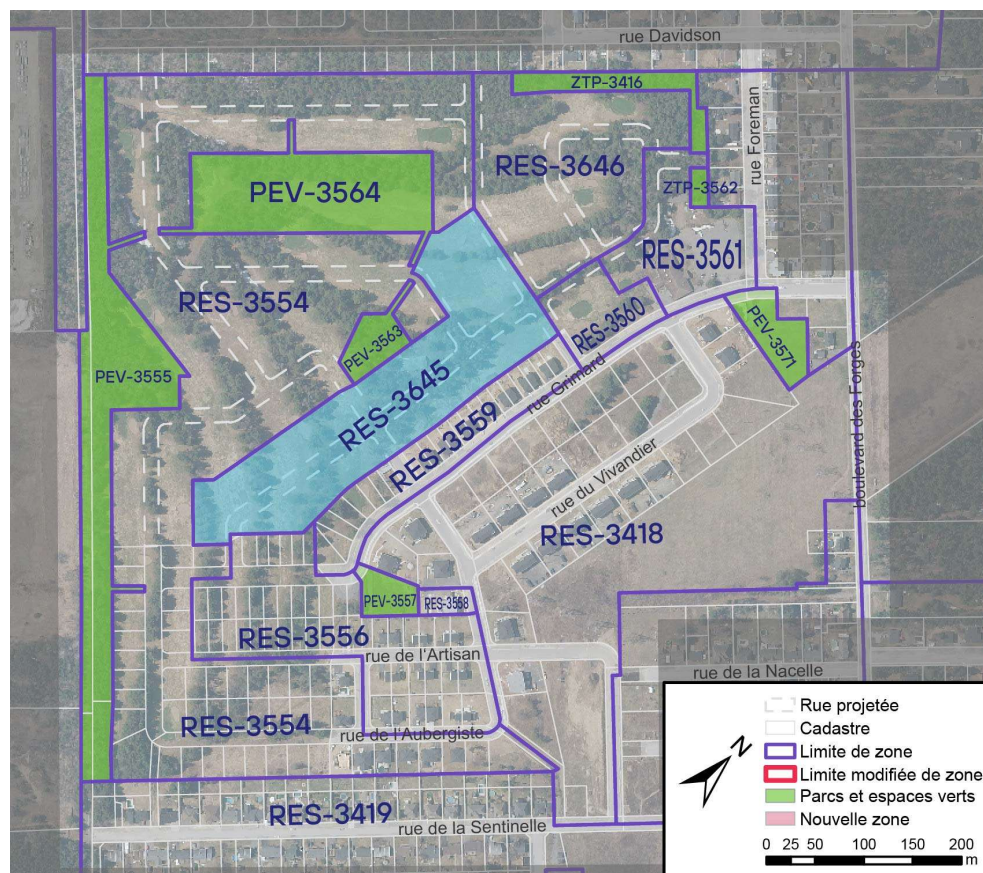 rue Davidson
ZTP-3416
rue Foreman
RES-3646
PEV-3564
ZTP-3562
RES-3561
RES-3554
RES-3560
PEV-3571
PEV-3563
PEV-3555
RES-3645
rue Grimard
boulevard des Forges
RES-3559
rue du Vivandier
RES-3418
PEV-3557
RES-3558
RES-3556
rue de l'Artisan
rue de la Nacelle
RES-3554
rue de l'Aubergiste
RES-3419
rue de la Sentinelle
N
Rue projetée
Cadastre
Limite de zone
Limite modifiée de zone
Parcs et espaces verts
Nouvelle zone
0 25 50 100 150 200
m